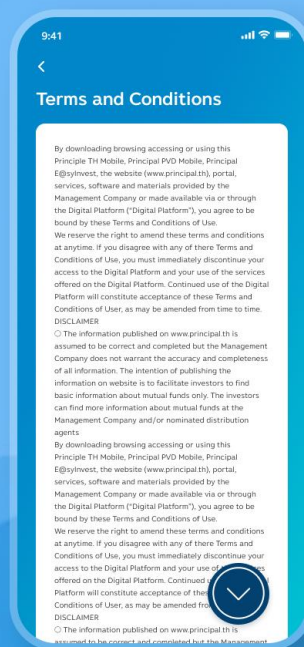 9:41
Terms and Conditions
By downloading browsing accessing or using this
Principle TH Mobile, Principal PVD Mobile, Principal
E@syInvest, the website (www.principal.th), portal,
services, software and materials provided by the
Management Company or made available via or through
the Digital Platform ("Digital Platform"), you agree to be
bound by these Terms and Conditions of Use.
We reserve the right to amend these terms and conditions
at anytime. If you disagree with any of there Terms and
Conditions of Use, you must immediately discontinue your
access to the Digital Platform and your use of the services
offered on the Digital Platform. Continued use of the Digital
Platform will constitute acceptance of these Terms and
Conditions of User, as may be amended from time to time.
DISCLAIMER
○ The information published on www.principal.th is
assumed to be correct and completed but the Management
Company does not warrant the accuracy and completeness
of all information. The intention of publishing the
information on website is to facilitate investors to find
basic information about mutual funds only. The investors
can find more information about mutual funds at the
Management Company and/or nominated distribution
agents
By downloading browsing accessing or using this
Principle TH Mobile, Principal PVD Mobile, Principal
E@syInvest, the website (www.principal.th), portal,
services, software and materials provided by the
Management Company or made available via or through
the Digital Platform ("Digital Platform"), you agree to be
bound by these Terms and Conditions of Use.
We reserve the right to amend these terms and conditions
at anytime. If you disagree with any of there Terms and
Conditions of Use, you must immediately discontinue your
access to the Digital Platform and your use of
offered on the Digital Platform. Continued
Platform will constitute acceptance of
Conditions of User, as may be amended
DISCLAIMER
○ The information published on www.principal.th is
assumed to be correct and completed but the Management